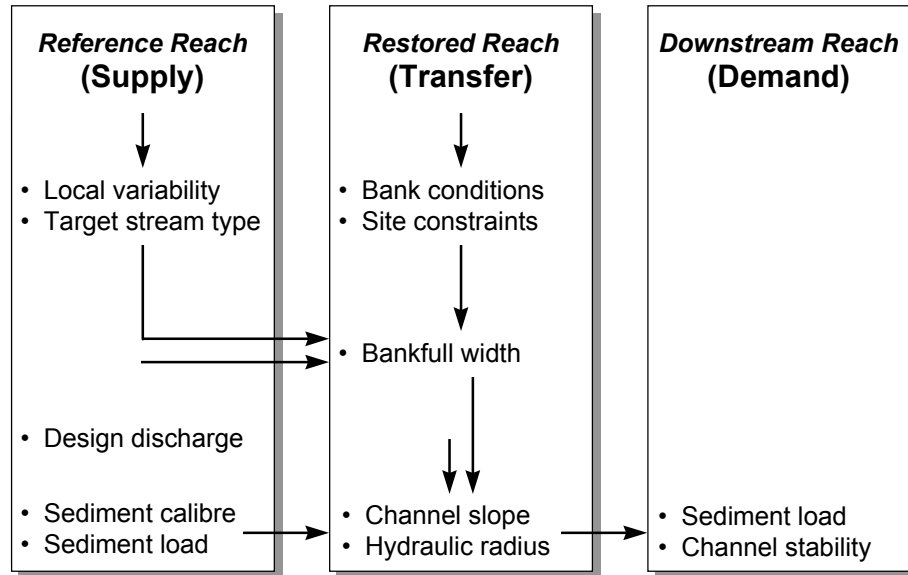 Reference Reach
(Supply)
• Local variability
• Target stream type
• Design discharge
• Sediment calibre
• Sediment load
Restored Reach
(Transfer)
• Bank conditions
• Site constraints
• Bankfull width
• Channel slope
• Hydraulic radius
Downstream Reach
(Demand)
• Sediment load
• Channel stability